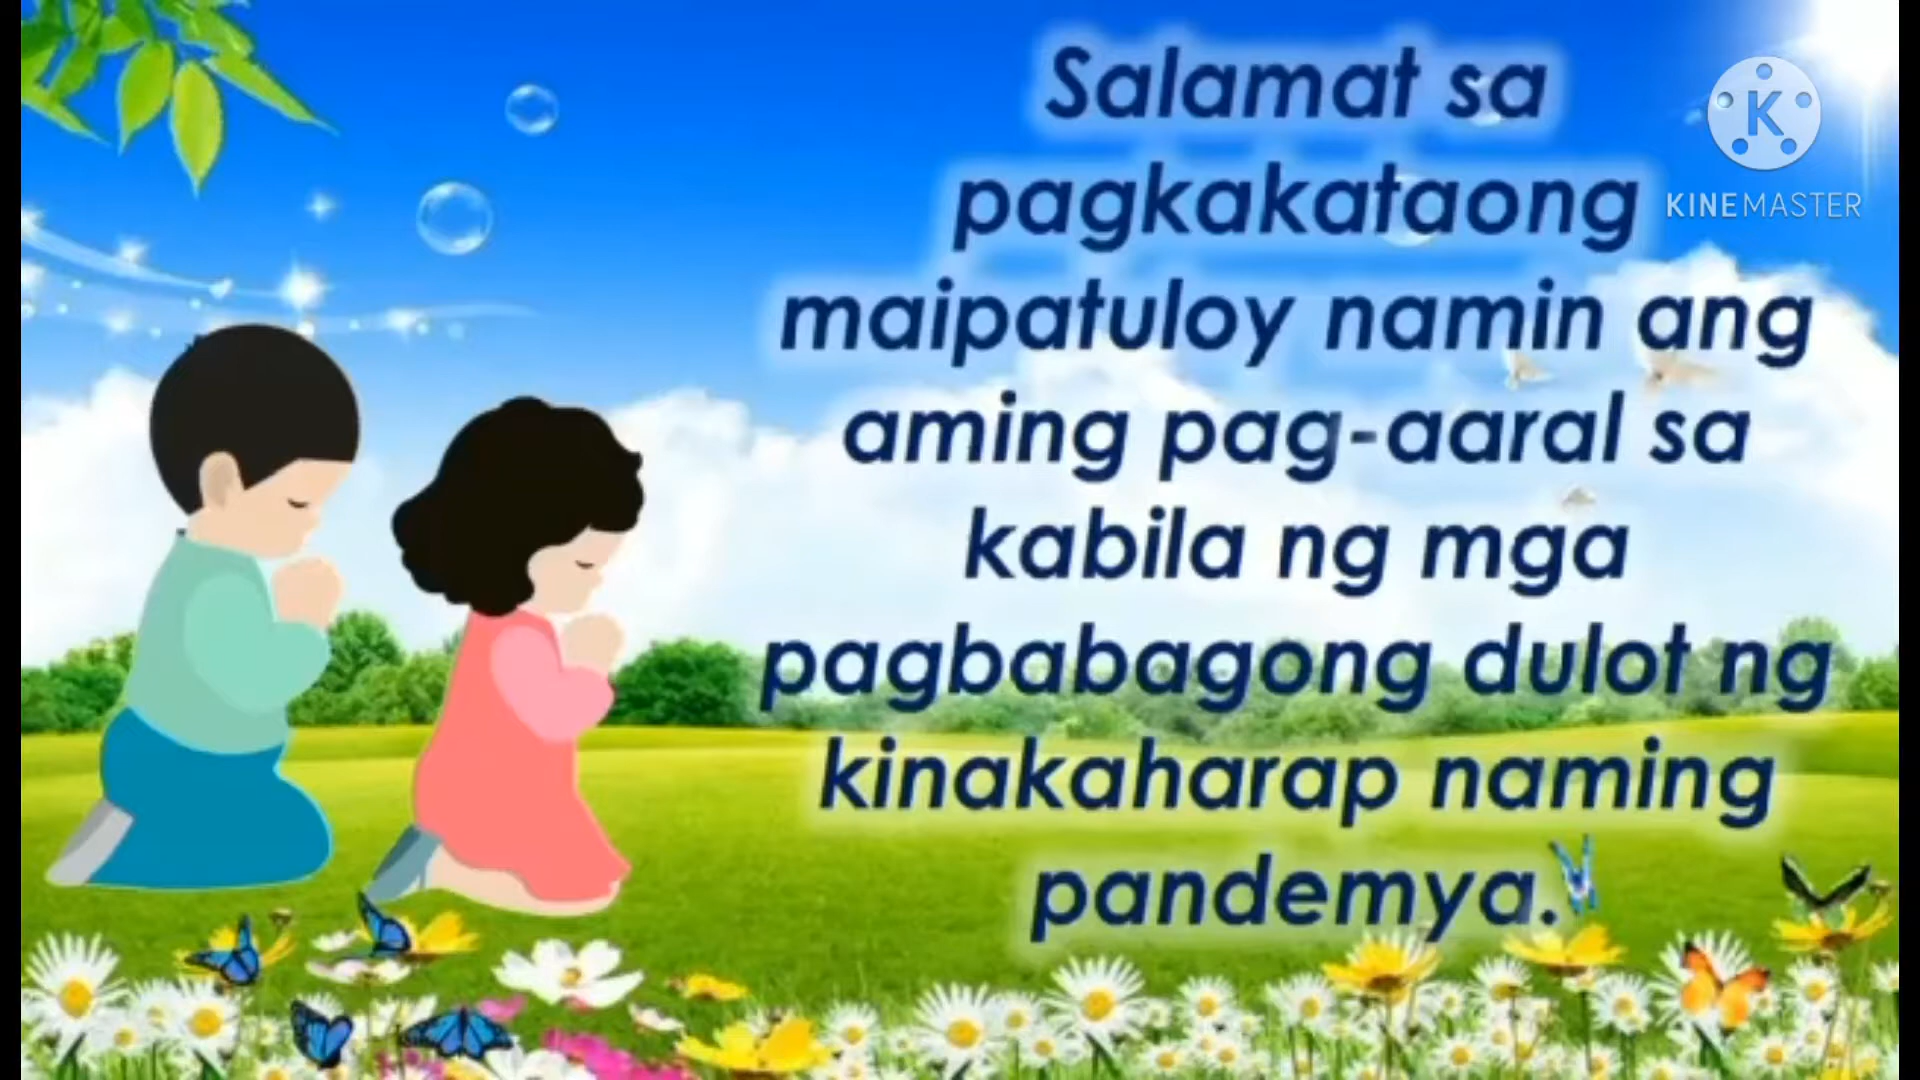 Salamat sa
pagkakataong
maipatuloy namin ang
aming pag-aaral sa
kabila ng mga
pagbabagong dulot ng
kinakaharap naming
pandemya.
K
KINEMASTER